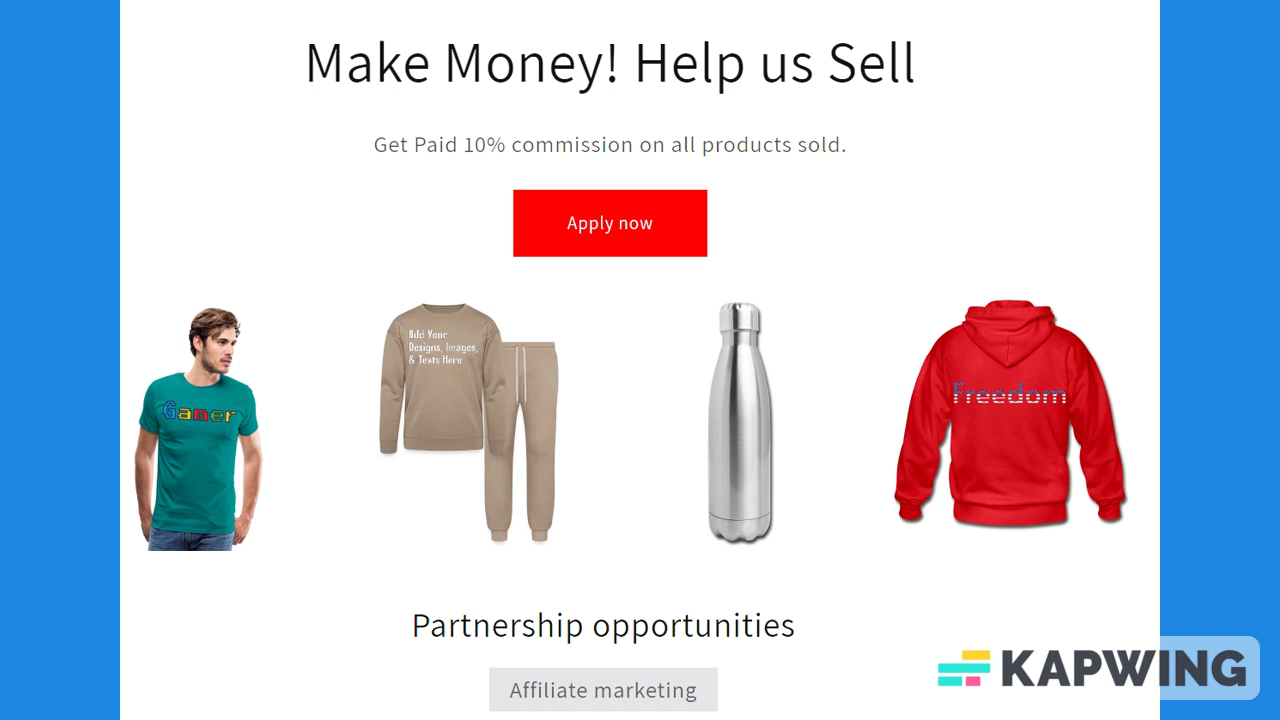 Make Money! Help us Sell
Get Paid 10% commission on all products sold.
Apply now
Gamer
Add Your
Designs, Images,
& Texts Here
Freedom
Partnership opportunities
Affiliate marketing
KAPWING